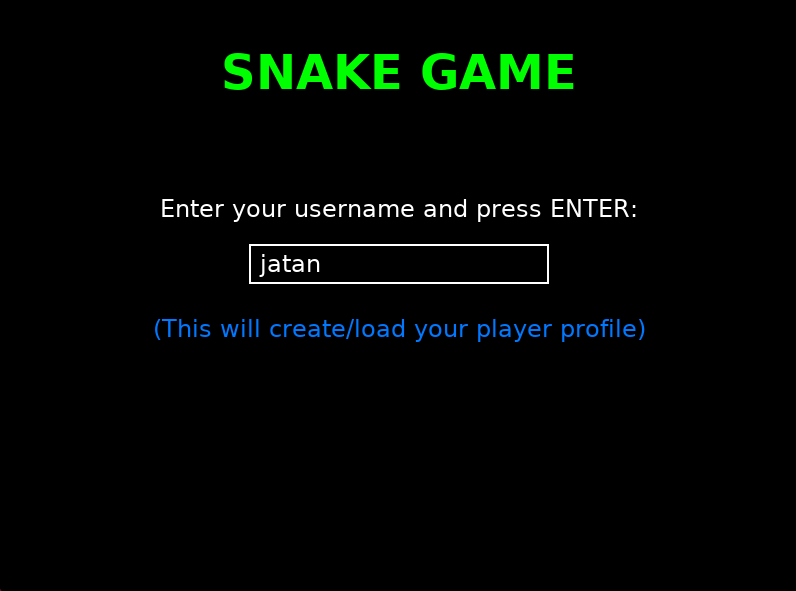 SNAKE GAME
Enter your username and press ENTER:
jatan
(This will create/load your player profile)